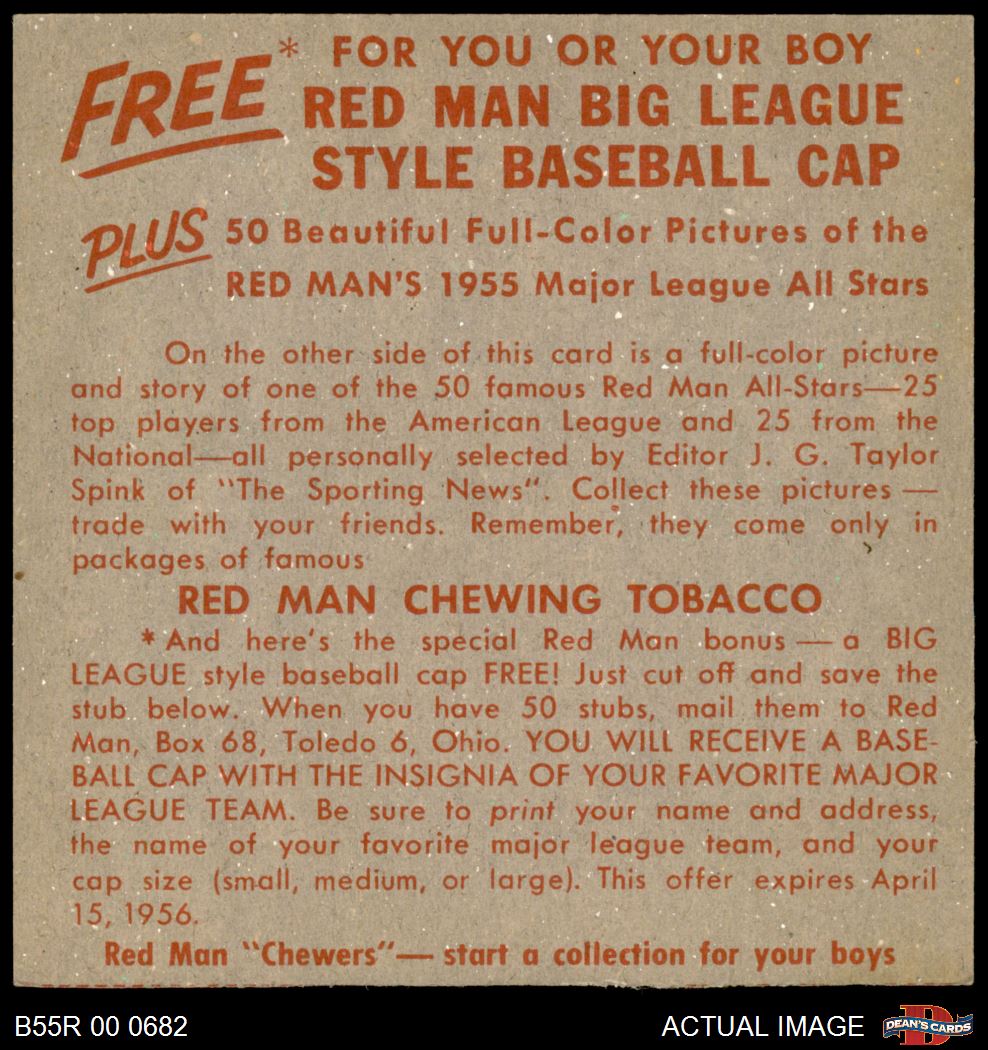 FREE* FOR YOU OR YOUR BOY
RED MAN BIG LEAGUE
STYLE BASEBALL CAP
PLUS 50 Beautiful Full-Color Pictures of the
RED MAN'S 1955 Major League All Stars
On the other side of this card is a full-color picture
and story of one of the 50 famous Red Man All-Stars—25
top players from the American League and 25 from the
National—all personally selected by Editor J. G. Taylor
Spink of "The Sporting News". Collect these pictures —
trade with your friends. Remember, they come only in
packages of famous
RED MAN CHEWING TOBACCO
* And here's the special Red Man bonus — a BIG
LEAGUE style baseball cap FREE! Just cut off and save the
stub below. When you have 50 stubs, mail them to Red
Man, Box 68, Toledo 6, Ohio. YOU WILL RECEIVE A BASE-
BALL CAP WITH THE INSIGNIA OF YOUR FAVORITE MAJOR
LEAGUE TEAM. Be sure to print your name and address,
the name of your favorite major league team, and your
cap size (small, medium, or large). This offer expires April
15, 1956.
Red Man "Chewers"— start a collection for your boys
B55R 00 0682
ACTUAL IMAGE
D
DEAN'S CARDS